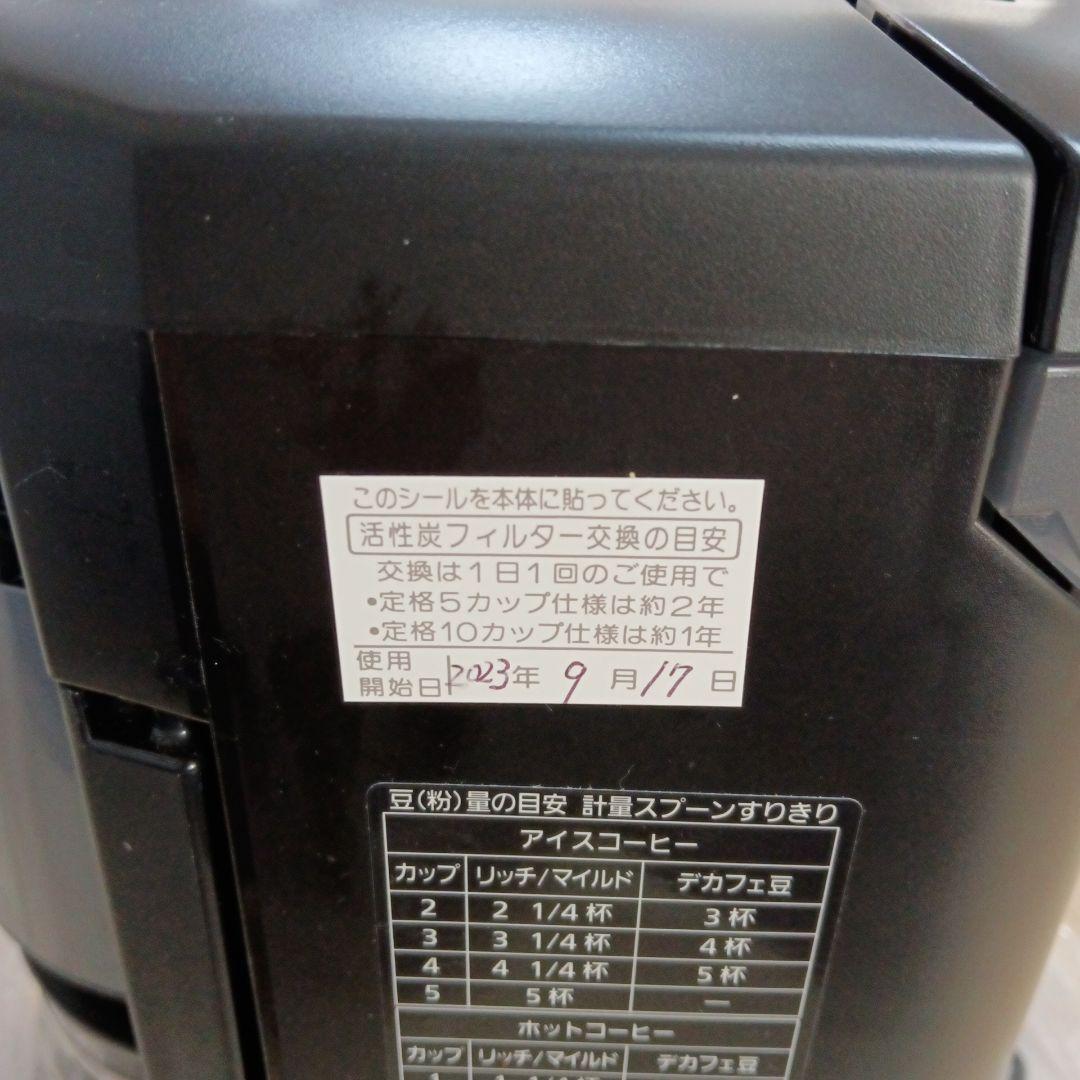 このシールを本体に貼ってください。
活性炭フィルター交換の目安
交換は1日1回のご使用で
•定格5カップ仕様は約2年
•定格10カップ仕様は約1年
使用開始日 2023年 9月17日
豆(粉)量の目安 計量スプーンすりきり
アイスコーヒー
カップ リッチ/マイルド デカフェ豆
2 2 1/4杯 3杯
3 3 1/4杯 4杯
4 4 1/4杯 5杯
5 5杯 —
ホットコーヒー
カップ リッチ/マイルド デカフェ豆